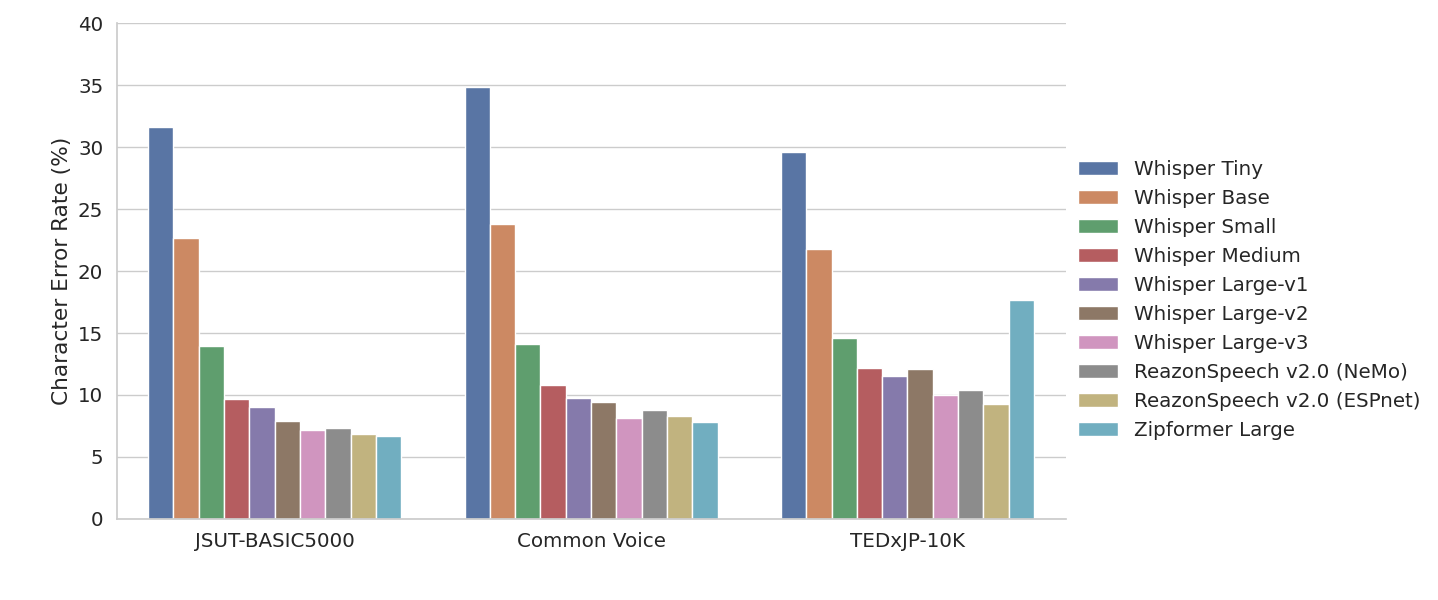 40
35
30
25
20
15
10
5
0
Character Error Rate (%)
JSUT-BASIC5000
Common Voice
TEDxJP-10K
Whisper Tiny
Whisper Base
Whisper Small
Whisper Medium
Whisper Large-v1
Whisper Large-v2
Whisper Large-v3
ReazonSpeech v2.0 (NeMo)
ReazonSpeech v2.0 (ESPnet)
Zipformer Large